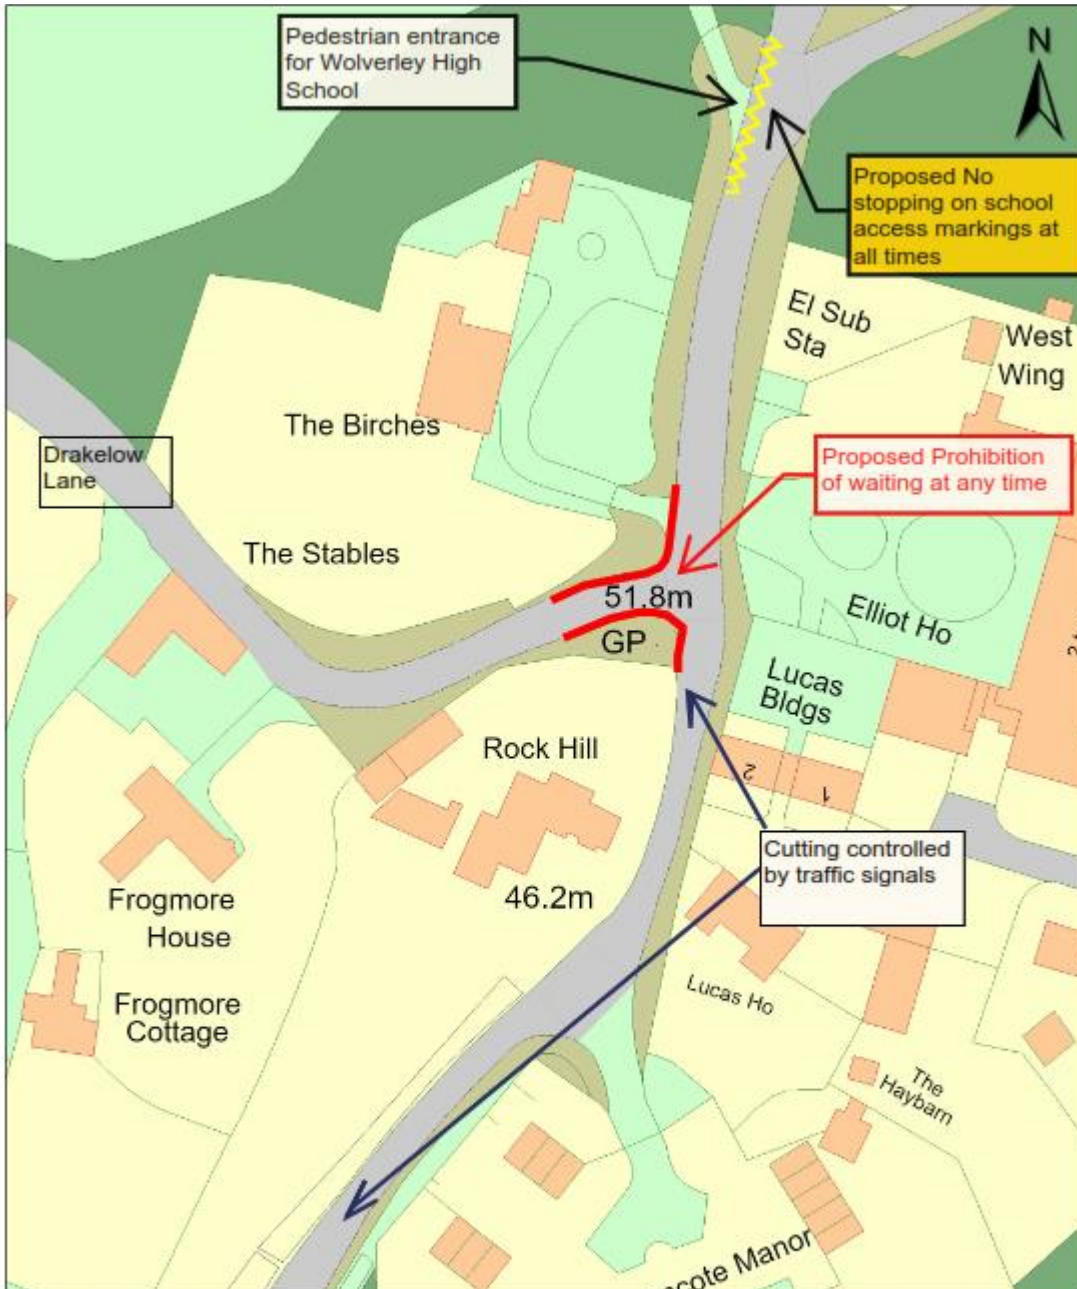 Pedestrian entrance
for Wolverley High
School
N
Proposed No
stopping on school
access markings at
all times
El Sub
Sta
West
Wing
The Birches
Drakelow
Lane
Proposed Prohibition
of waiting at any time
The Stables
51.8m
GP
Elliot Ho
Lucas
Bldgs
Rock Hill
2
1
Cutting controlled
by traffic signals
46.2m
Frogmore
House
Lucas Ho
Frogmore
Cottage
The
Haybarn
cote Manor